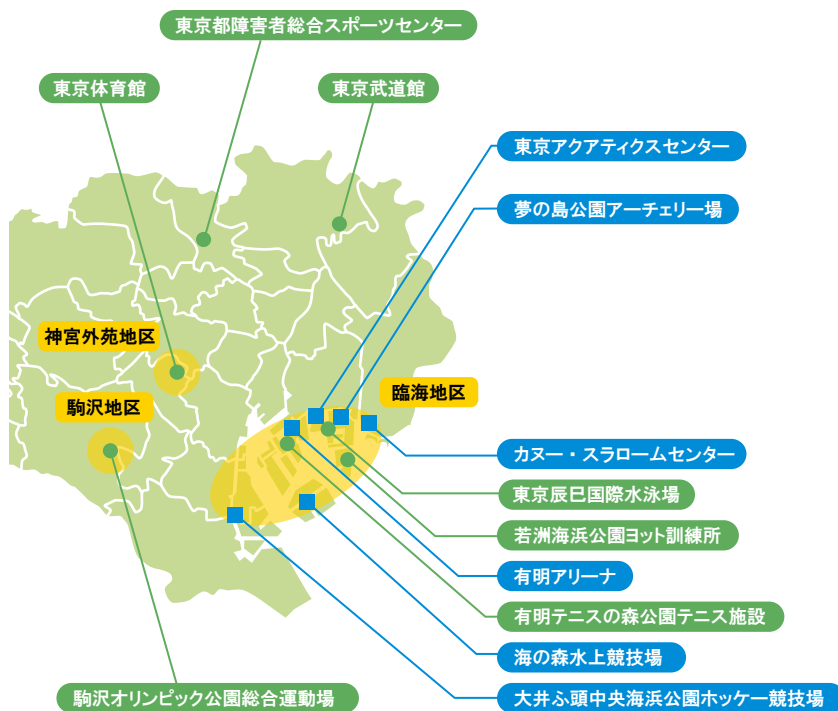 東京都障害者総合スポーツセンター
東京体育館
東京武道館
東京アクアティクスセンター
夢の島公園アーチェリー場
神宮外苑地区
臨海地区
駒沢地区
カヌー・スラロームセンター
東京辰巳国際水泳場
若洲海浜公園ヨット訓練所
有明アリーナ
有明テニスの森公園テニス施設
海の森水上競技場
駒沢オリンピック公園総合運動場
大井ふ頭中央海浜公園ホッケー競技場